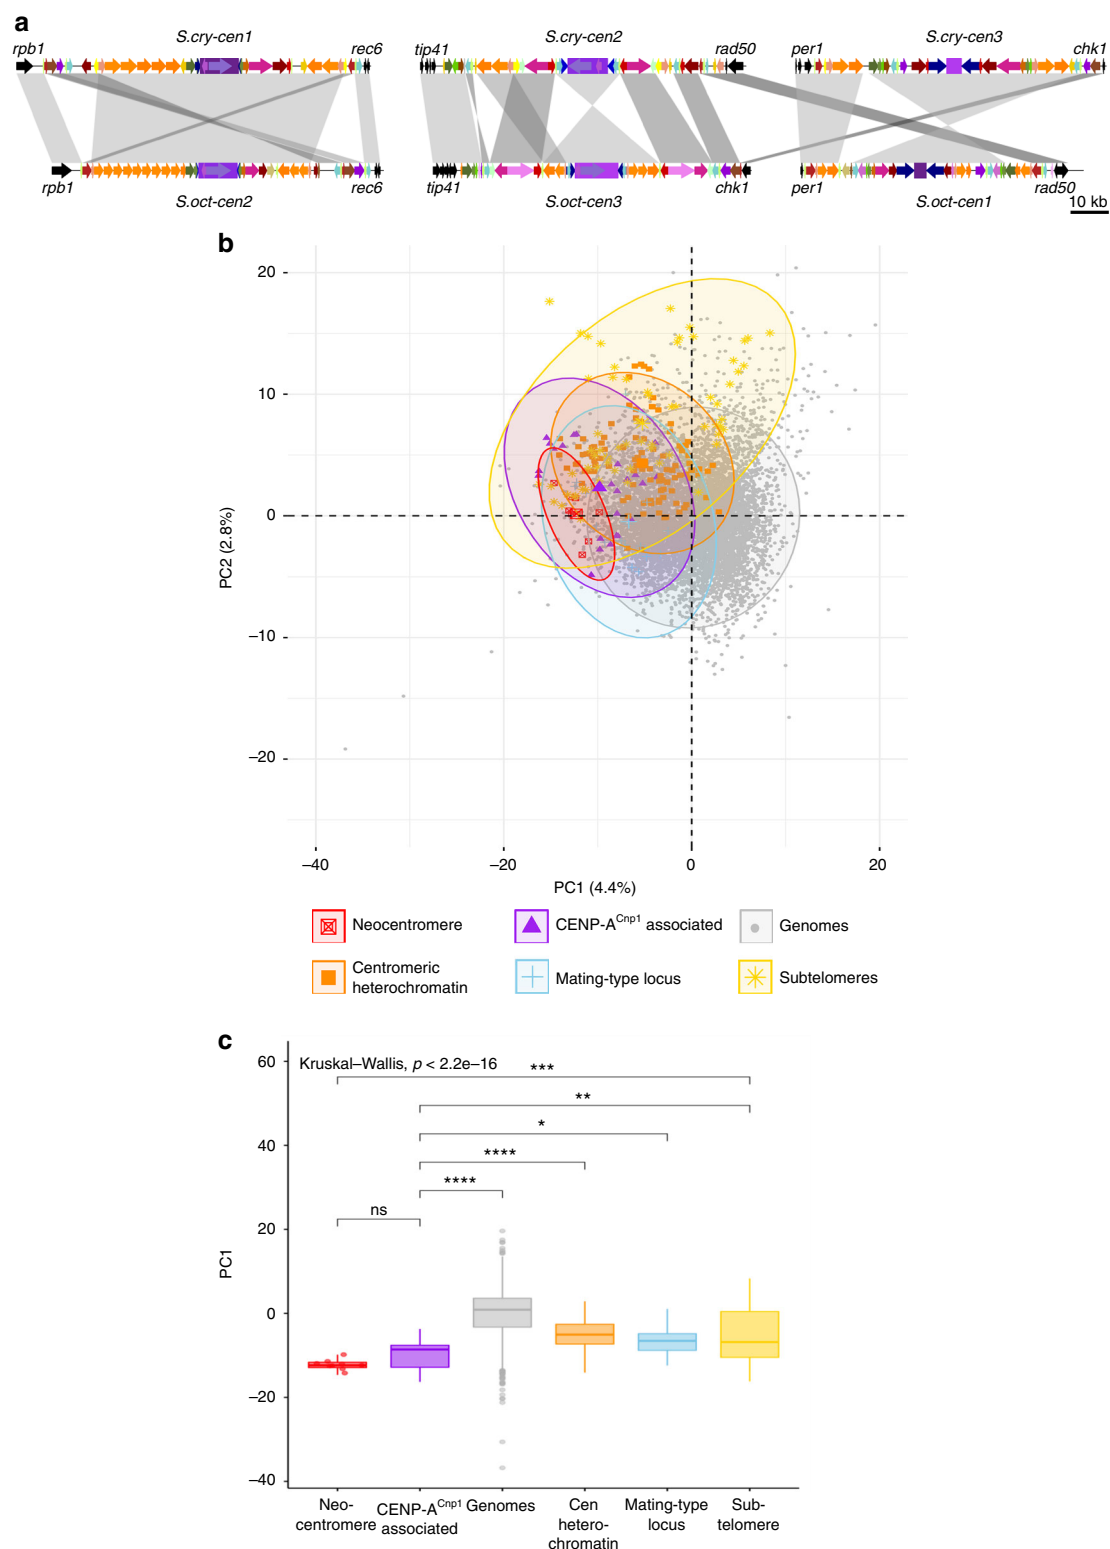 a
S.cry-cen1
S.cry-cen2
S.cry-cen3
rpb1
rec6
tip41
rad50
per1
chk1
rpb1
rec6
tip41
chk1
per1
rad50
S.oct-cen2
S.oct-cen3
S.oct-cen1
10 kb
b
20
10
0
–10
–20
PC2 (2.8%)
–40
–20
0
20
PC1 (4.4%)
Neocentromere
CENP-A^Cnp1 associated
Genomes
Centromeric
heterochromatin
Mating-type locus
Subtelomeres
c
60
40
20
0
–20
–40
PC1
Kruskal–Wallis, p < 2.2e–16
***
**
*
****
****
ns
Neo-
centromere
CENP-A^Cnp1
associated
Genomes
Cen
hetero-
chromatin
Mating-type
locus
Sub-
telomere